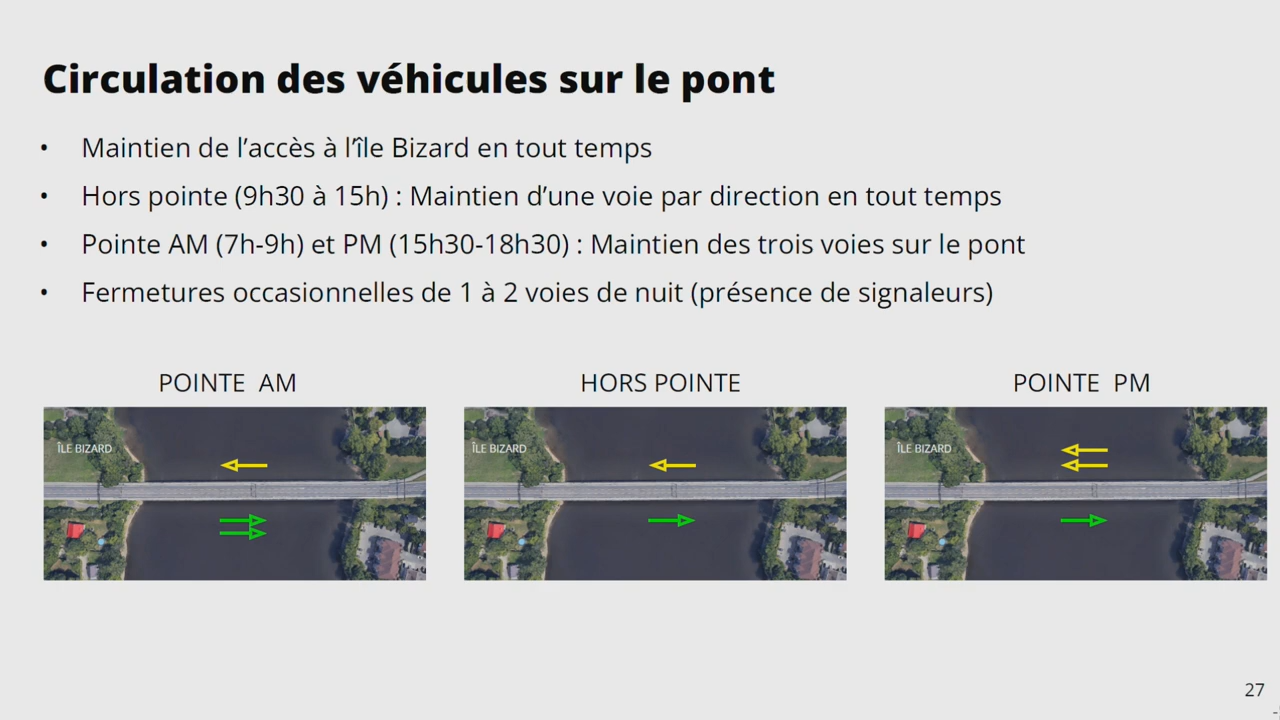 Circulation des véhicules sur le pont
• Maintien de l’accès à l’île Bizard en tout temps
• Hors pointe (9h30 à 15h) : Maintien d’une voie par direction en tout temps
• Pointe AM (7h-9h) et PM (15h30-18h30) : Maintien des trois voies sur le pont
• Fermetures occasionnelles de 1 à 2 voies de nuit (présence de signaleurs)
POINTE AM
ÎLE BIZARD
HORS POINTE
ÎLE BIZARD
POINTE PM
ÎLE BIZARD
27